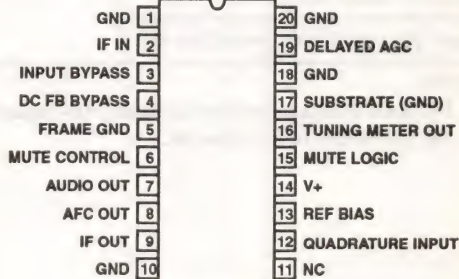 GND 1
IF IN 2
INPUT BYPASS 3
DC FB BYPASS 4
FRAME GND 5
MUTE CONTROL 6
AUDIO OUT 7
AFC OUT 8
IF OUT 9
GND 10
20 GND
19 DELAYED AGC
18 GND
17 SUBSTRATE (GND)
16 TUNING METER OUT
15 MUTE LOGIC
14 V+
13 REF BIAS
12 QUADRATURE INPUT
11 NC